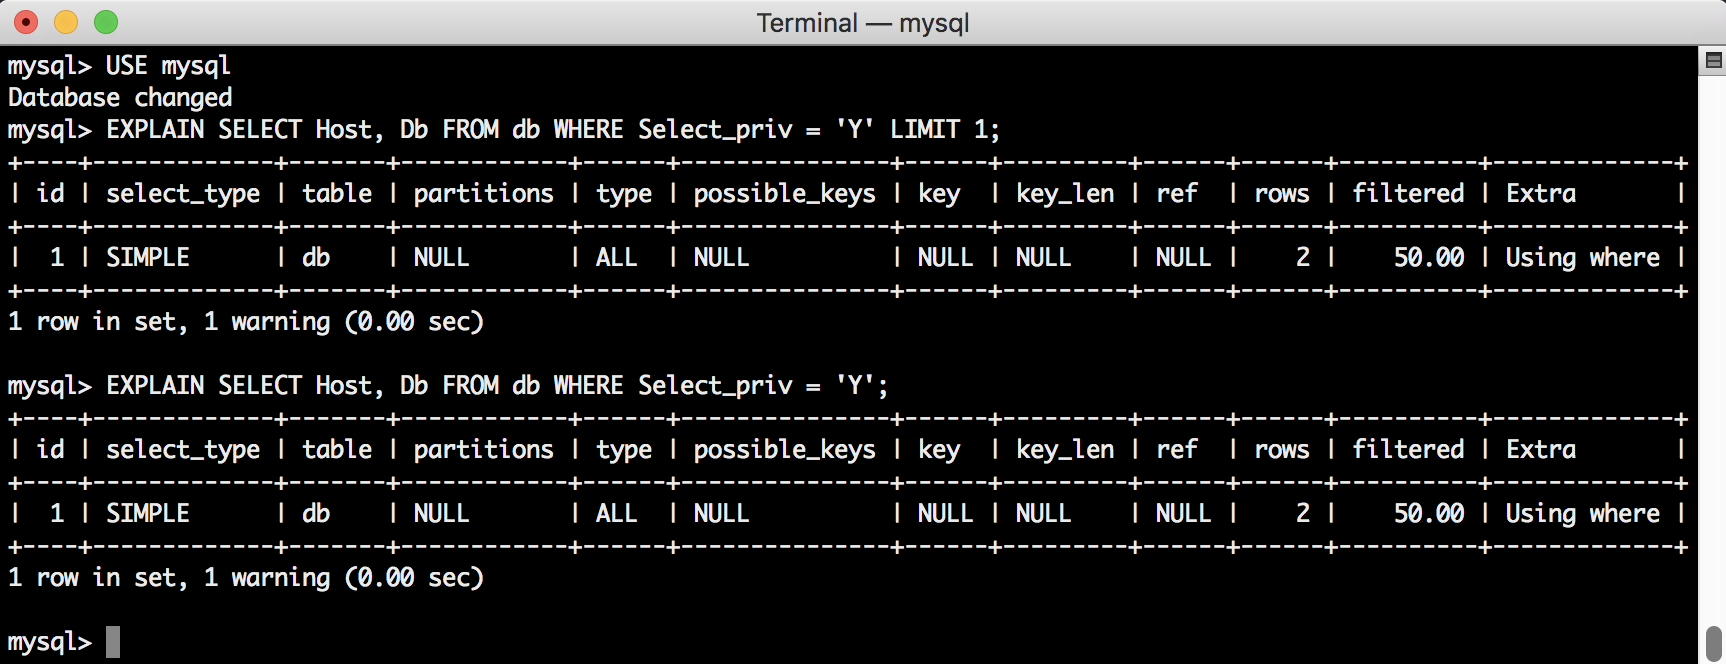 Terminal — mysql
mysql> USE mysql
Database changed
mysql> EXPLAIN SELECT Host, Db FROM db WHERE Select_priv = 'Y' LIMIT 1;
+----+-------------+-------+------------+------+---------------+------+---------+------+------+----------+-------------+
| id | select_type | table | partitions | type | possible_keys | key  | key_len | ref  | rows | filtered | Extra       |
+----+-------------+-------+------------+------+---------------+------+---------+------+------+----------+-------------+
|  1 | SIMPLE      | db    | NULL       | ALL  | NULL          | NULL | NULL    | NULL |    2 |    50.00 | Using where |
+----+-------------+-------+------------+------+---------------+------+---------+------+------+----------+-------------+
1 row in set, 1 warning (0.00 sec)
mysql> EXPLAIN SELECT Host, Db FROM db WHERE Select_priv = 'Y';
+----+-------------+-------+------------+------+---------------+------+---------+------+------+----------+-------------+
| id | select_type | table | partitions | type | possible_keys | key  | key_len | ref  | rows | filtered | Extra       |
+----+-------------+-------+------------+------+---------------+------+---------+------+------+----------+-------------+
|  1 | SIMPLE      | db    | NULL       | ALL  | NULL          | NULL | NULL    | NULL |    2 |    50.00 | Using where |
+----+-------------+-------+------------+------+---------------+------+---------+------+------+----------+-------------+
1 row in set, 1 warning (0.00 sec)
mysql>